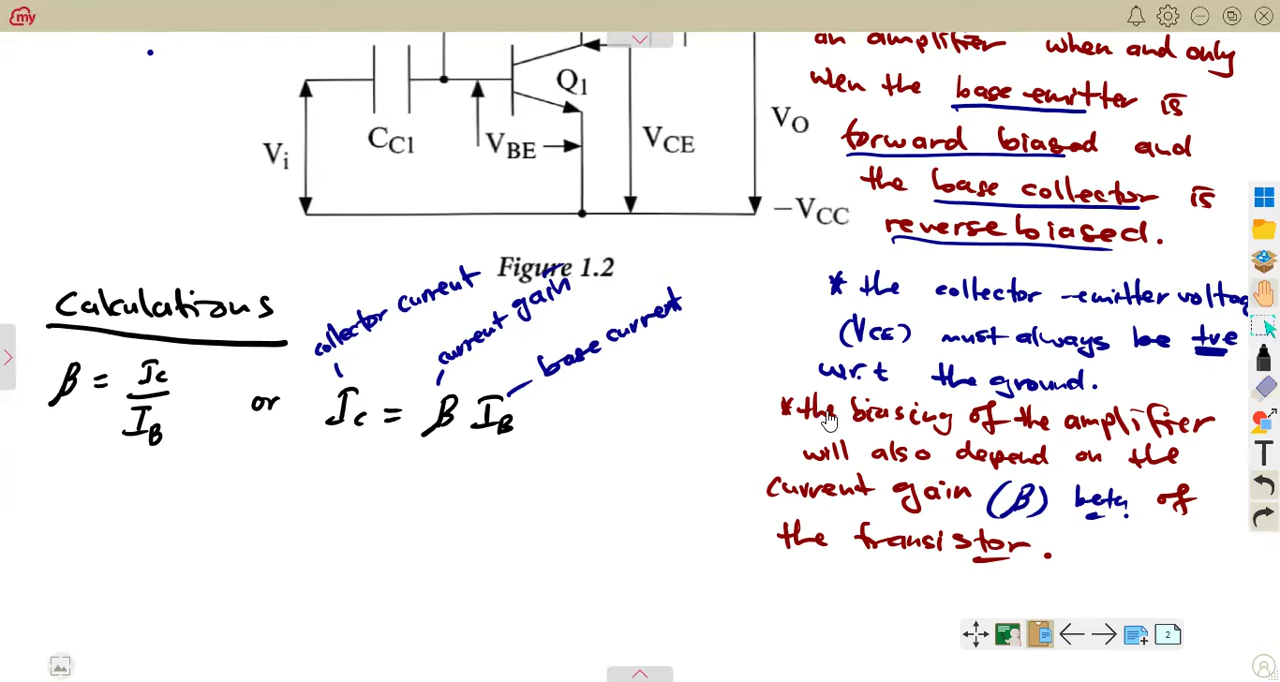 my
an amplifier when and only
wen the base emitter is
forward biased and
the base collector is
reverse biased.
* the collector -emitter voltage
(VCE) must always be +ve
w.r.t the ground.
* the biasing of the amplifier
will also depend on the
current gain (β) beta of
the transistor.
Q1
CC1
Vi
VBE
VCE
VO
−VCC
Figure 1.2
Calculations
collector current
current gain
base current
β = Ic / IB or Ic = β IB
T
2